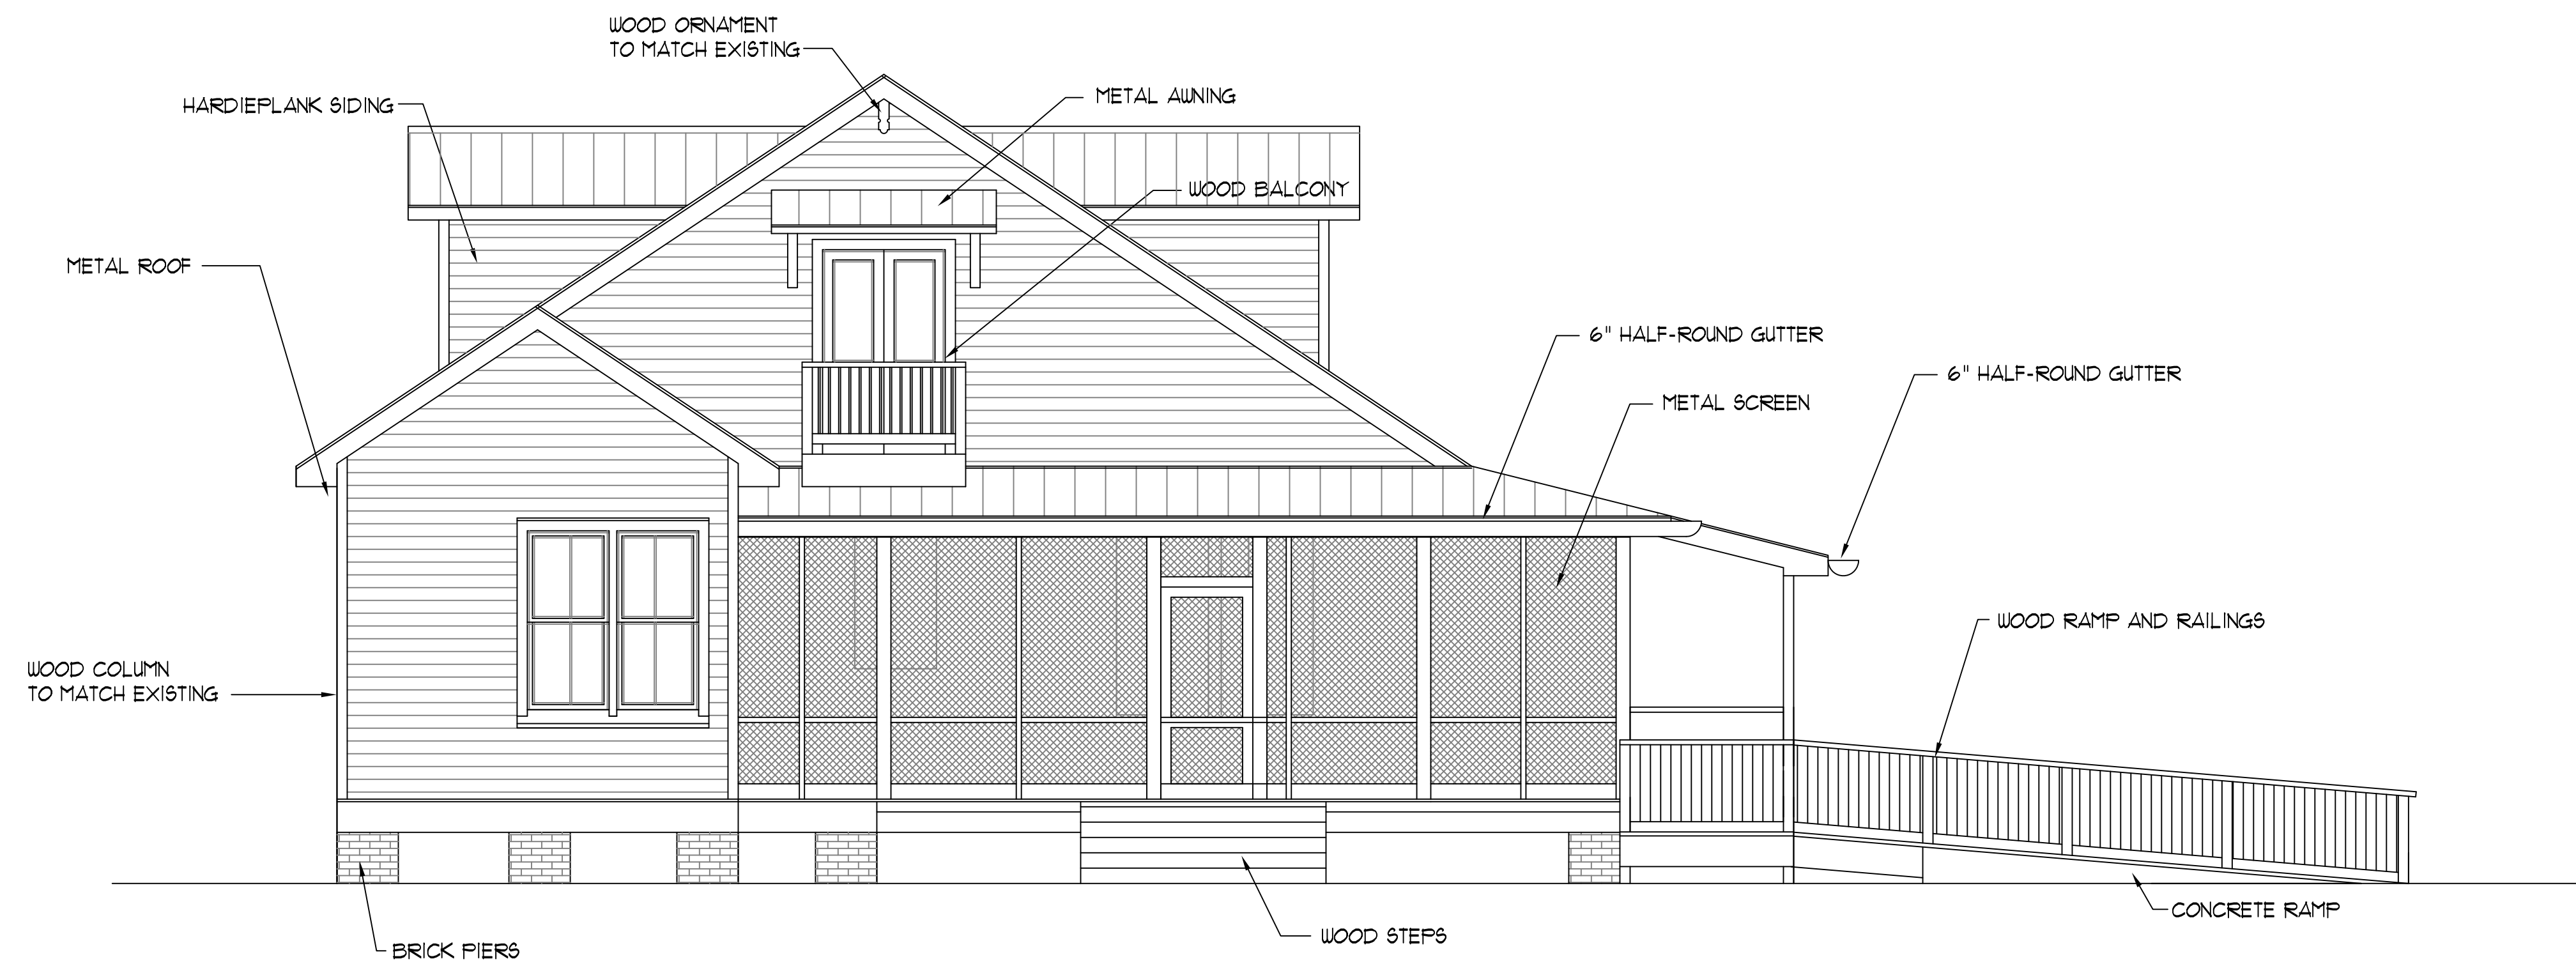 WOOD ORNAMENT
TO MATCH EXISTING
HARDIEPLANK SIDING
METAL AWNING
WOOD BALCONY
METAL ROOF
6" HALF-ROUND GUTTER
6" HALF-ROUND GUTTER
METAL SCREEN
WOOD RAMP AND RAILINGS
WOOD COLUMN
TO MATCH EXISTING
CONCRETE RAMP
WOOD STEPS
BRICK PIERS